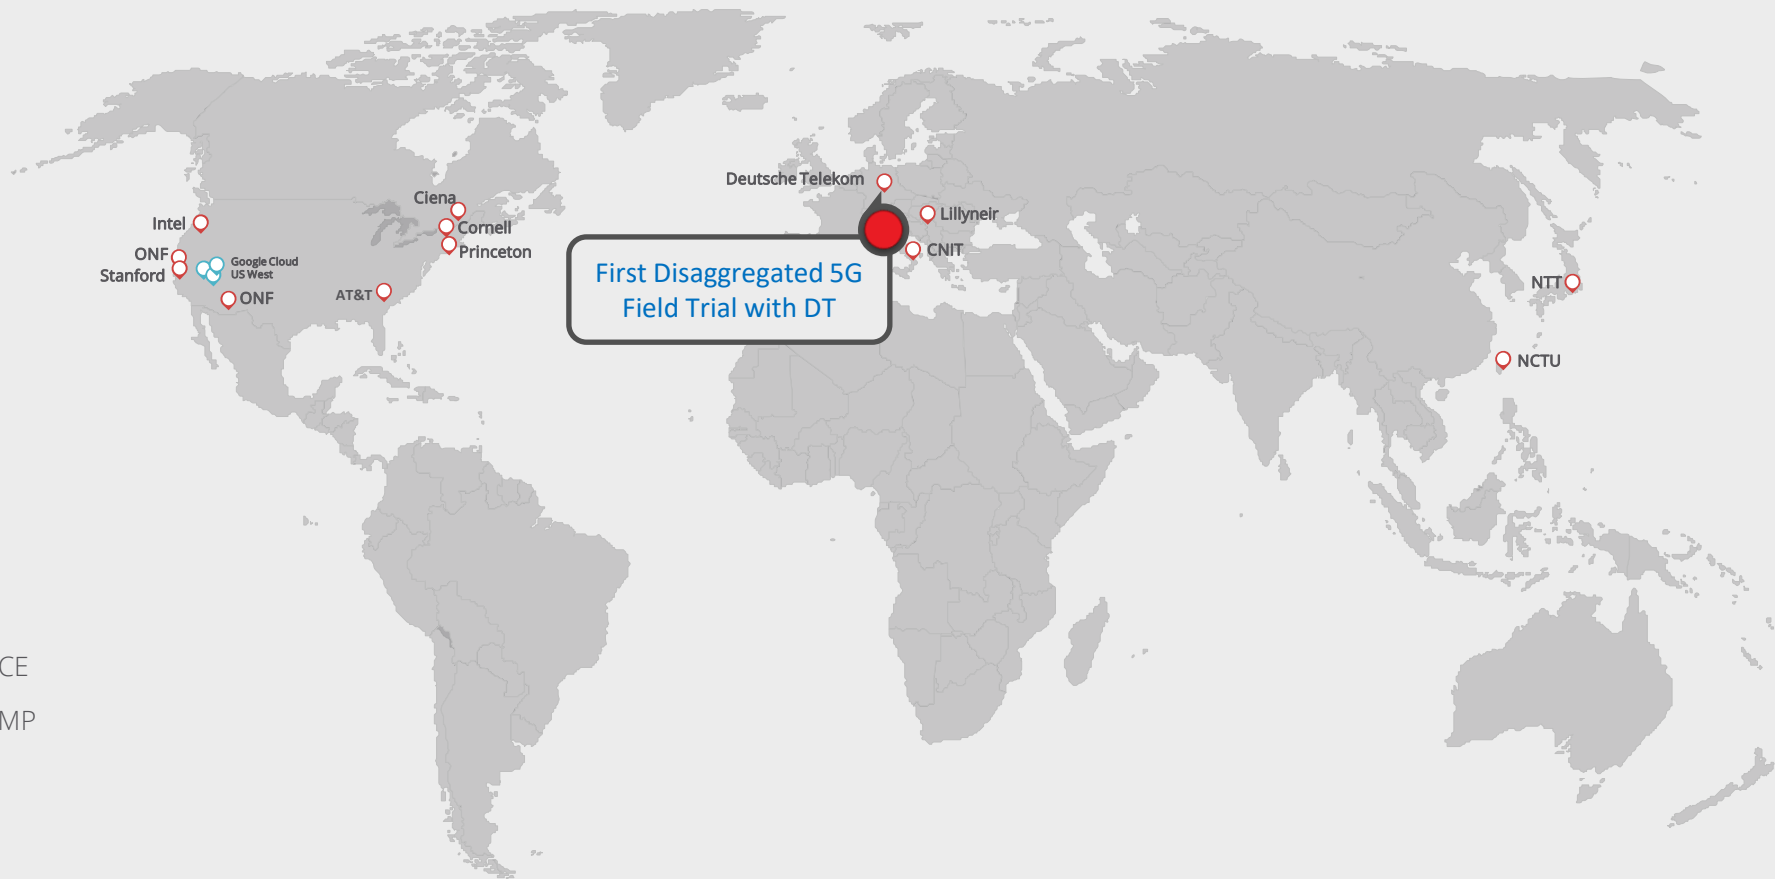 Deutsche Telekom
Ciena
Intel
Cornell
Lillyneir
ONF
Princeton
CNIT
Stanford
Google Cloud
US West
First Disaggregated 5G
Field Trial with DT
ONF
AT&T
NTT
NCTU
CE
MP